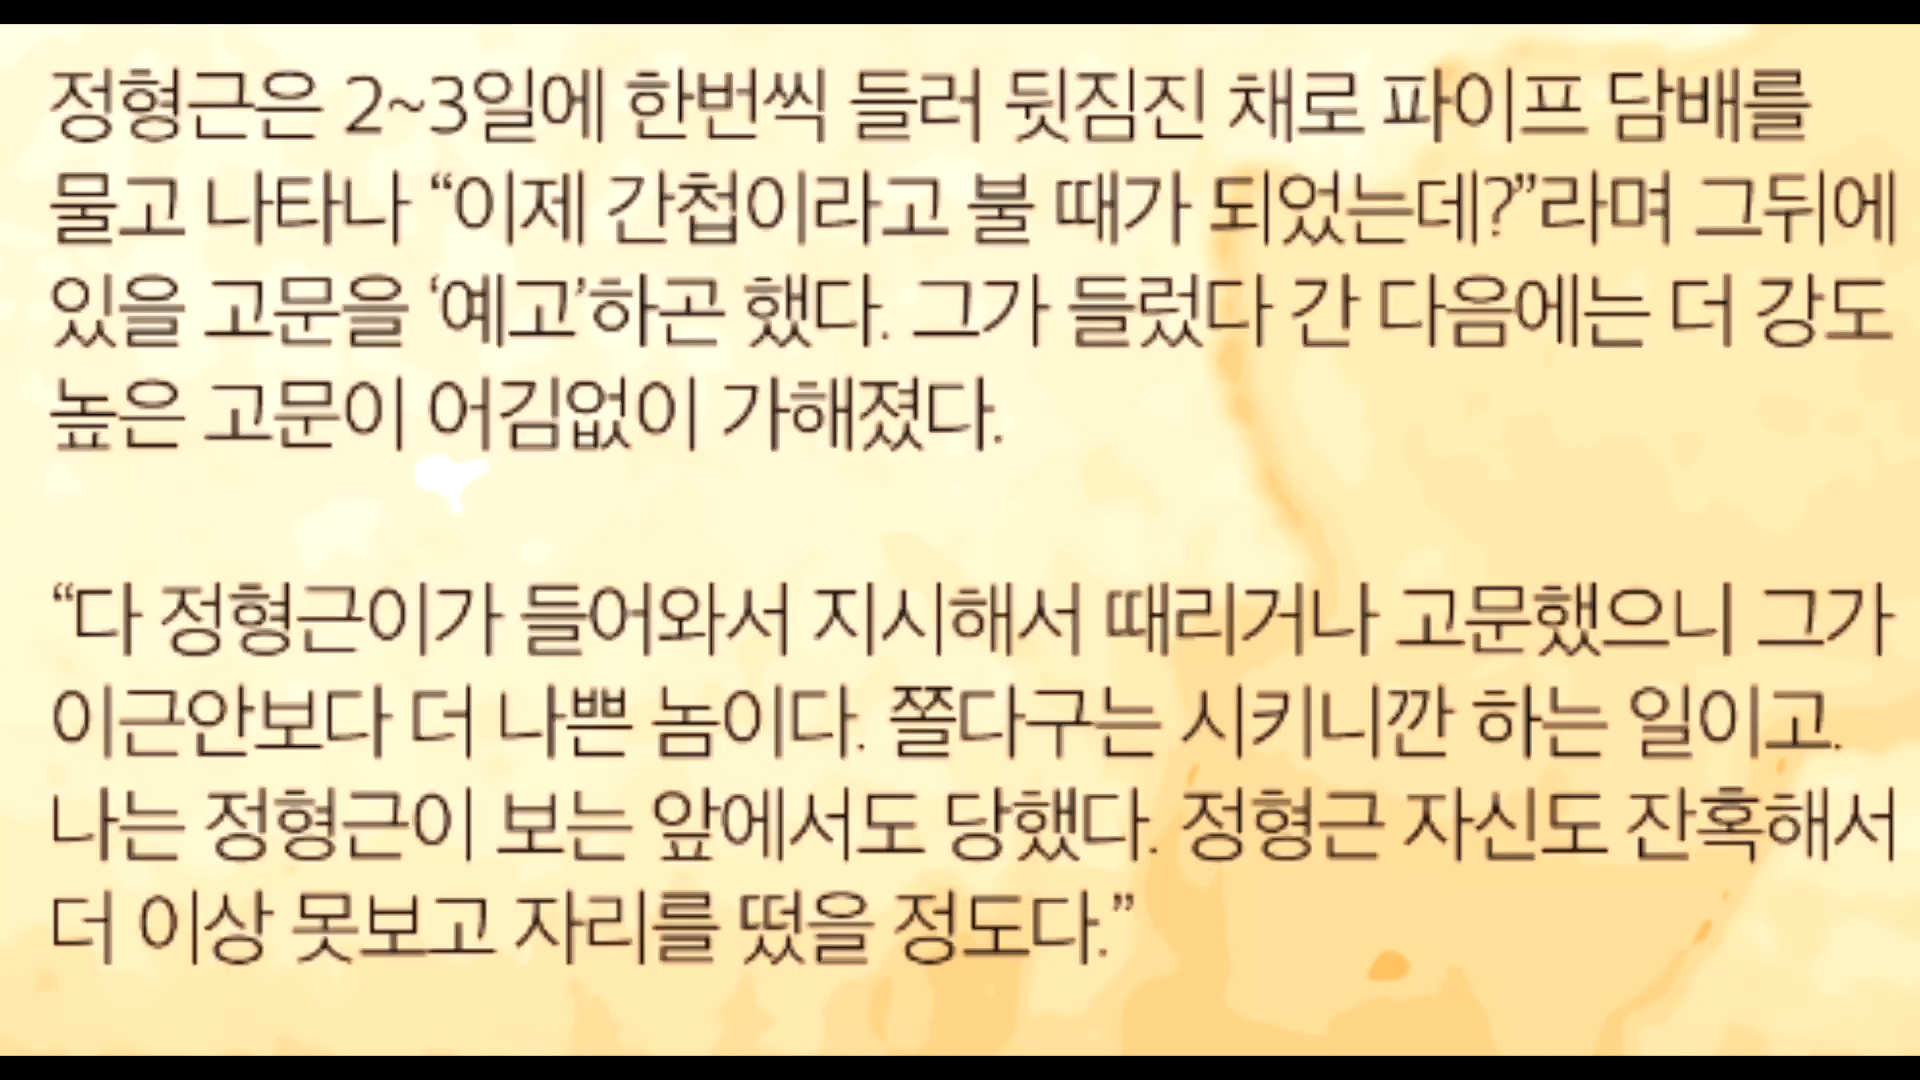 정형근은 2~3일에 한번씩 들러 뒷짐진 채로 파이프 담배를
물고 나타나 “이제 간첩이라고 불 때가 되었는데?”라며 그뒤에
있을 고문을 ‘예고’하곤 했다. 그가 들렀다 간 다음에는 더 강도
높은 고문이 어김없이 가해졌다.
“다 정형근이가 들어와서 지시해서 때리거나 고문했으니 그가
이근안보다 더 나쁜 놈이다. 쫄다구는 시키니깐 하는 일이고.
나는 정형근이 보는 앞에서도 당했다. 정형근 자신도 잔혹해서
더 이상 못보고 자리를 떴을 정도다.”